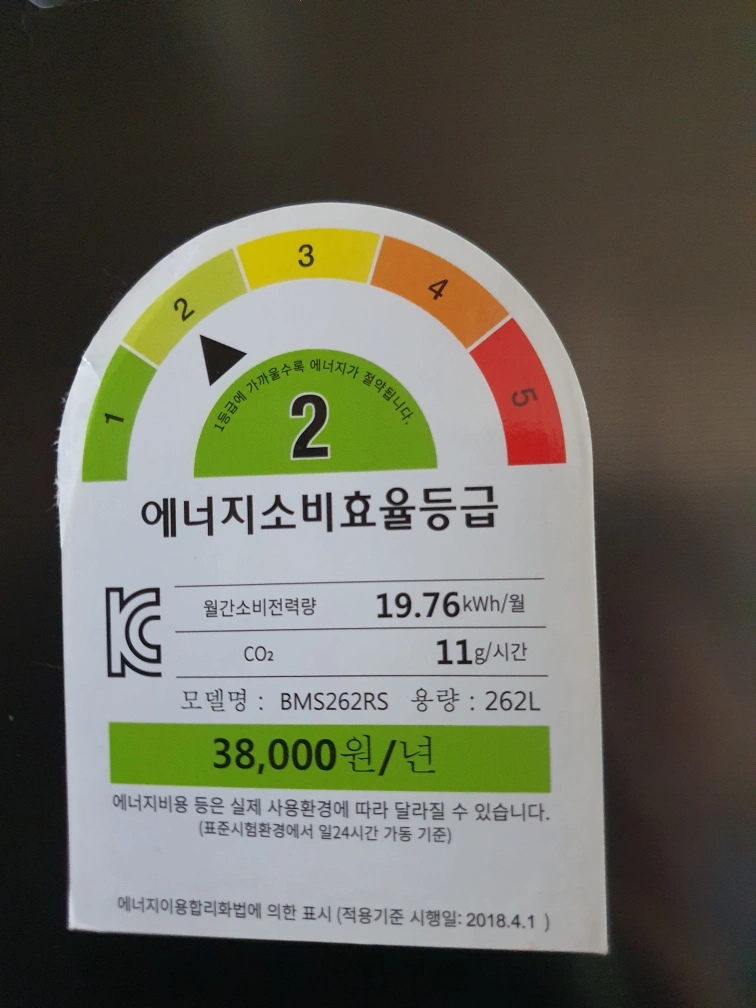 1
2
3
4
5
1등급에 가까울수록 에너지가 절약됩니다.
2
에너지소비효율등급
월간소비전력량 19.76kWh/월
CO₂ 11g/시간
모델명 : BMS262RS 용량 : 262L
38,000원/년
에너지비용 등은 실제 사용환경에 따라 달라질 수 있습니다.
(표준시험환경에서 일24시간 가동 기준)
에너지이용합리화법에 의한 표시 (적용기준 시행일: 2018.4.1 )